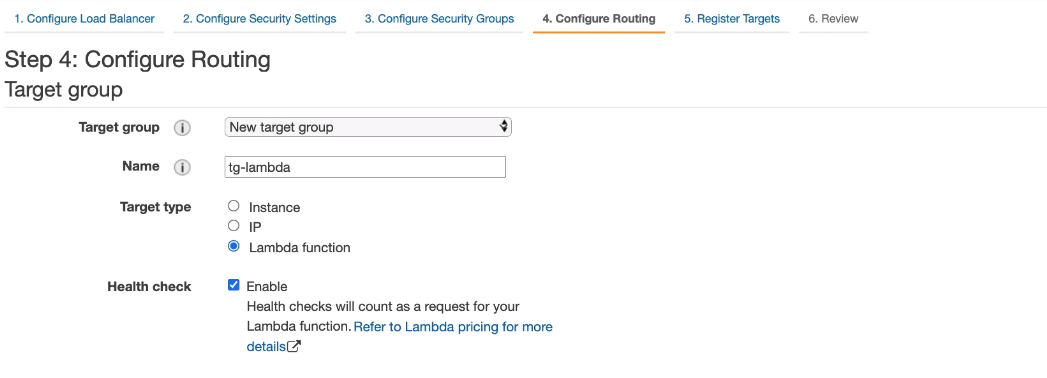 1. Configure Load Balancer 2. Configure Security Settings 3. Configure Security Groups 4. Configure Routing 5. Register Targets 6. Review
Step 4: Configure Routing
Target group
Target group New target group
Name tg-lambda
Target type Instance
IP
Lambda function
Health check Enable
Health checks will count as a request for your
Lambda function. Refer to Lambda pricing for more
details